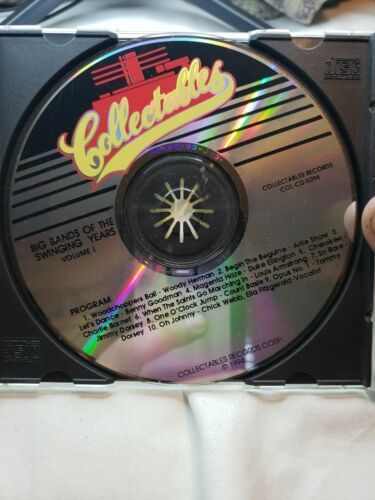 Collectables
BIG BANDS OF THE
SWINGING YEARS
VOLUME 1
COLLECTABLES RECORDS
COL-CD-5096
PROGRAM
1. Woodchoppers Ball - Woody Herman 2. Begin The Beguine - Artie Shaw 3.
Let's Dance - Benny Goodman 4. Magenta Haze - Duke Ellington 5. Cherokee -
Charlie Barnet 6. When The Saints Go Marching In - Louis Armstrong 7. So Rare -
Jimmy Dorsey 8. One O'Clock Jump - Count Basie 9. Opus No. 1 - Tommy
Dorsey 10. Oh Johnny - Chick Webb, Ella Fitzgerald-Vocalist
COLLECTABLES RECORDS CORP.